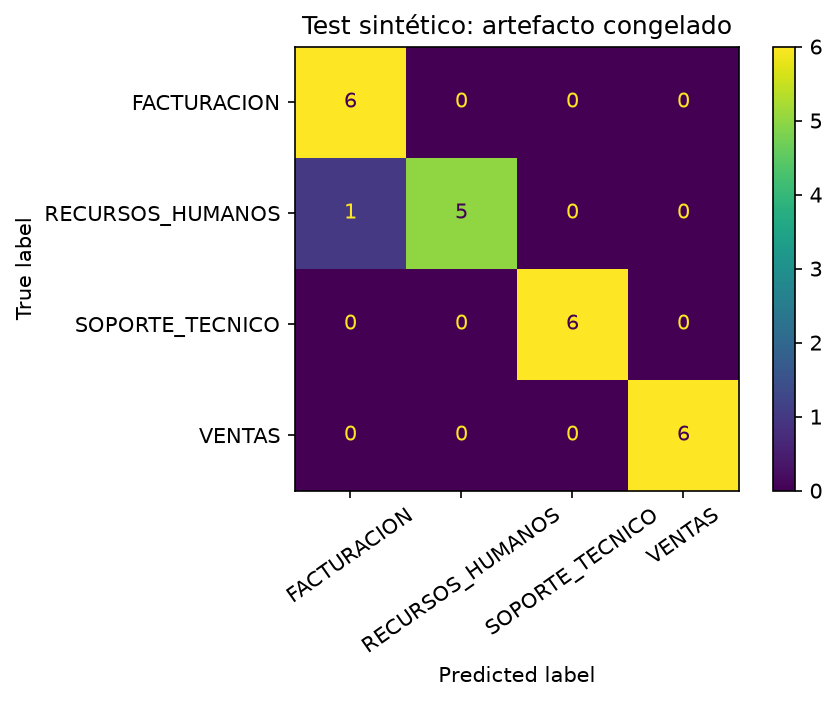 Test sintético: artefacto congelado
True label
FACTURACION 6 0 0 0
RECURSOS_HUMANOS 1 5 0 0
SOPORTE_TECNICO 0 0 6 0
VENTAS 0 0 0 6
FACTURACION
RECURSOS_HUMANOS
SOPORTE_TECNICO
VENTAS
Predicted label
6
5
4
3
2
1
0